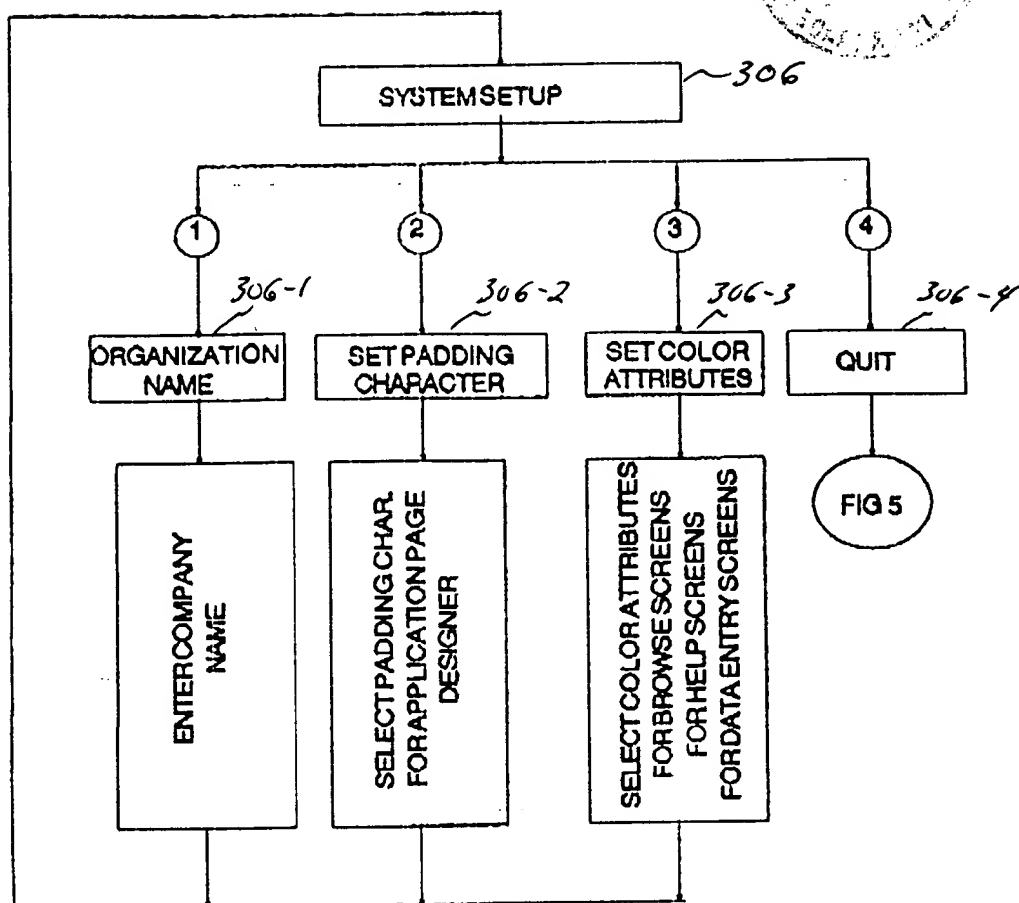 306
SYSTEM SETUP
1
2
3
4
306-1
306-2
306-3
306-4
ORGANIZATION
NAME
SET PADDING
CHARACTER
SET COLOR
ATTRIBUTES
QUIT
ENTER COMPANY
NAME
SELECT PADDING CHAR.
FOR APPLICATION PAGE
DESIGNER
SELECT COLOR ATTRIBUTES
FOR BROWSE SCREENS
FOR HELP SCREENS
FOR DATA ENTRY SCREENS
FIG 5